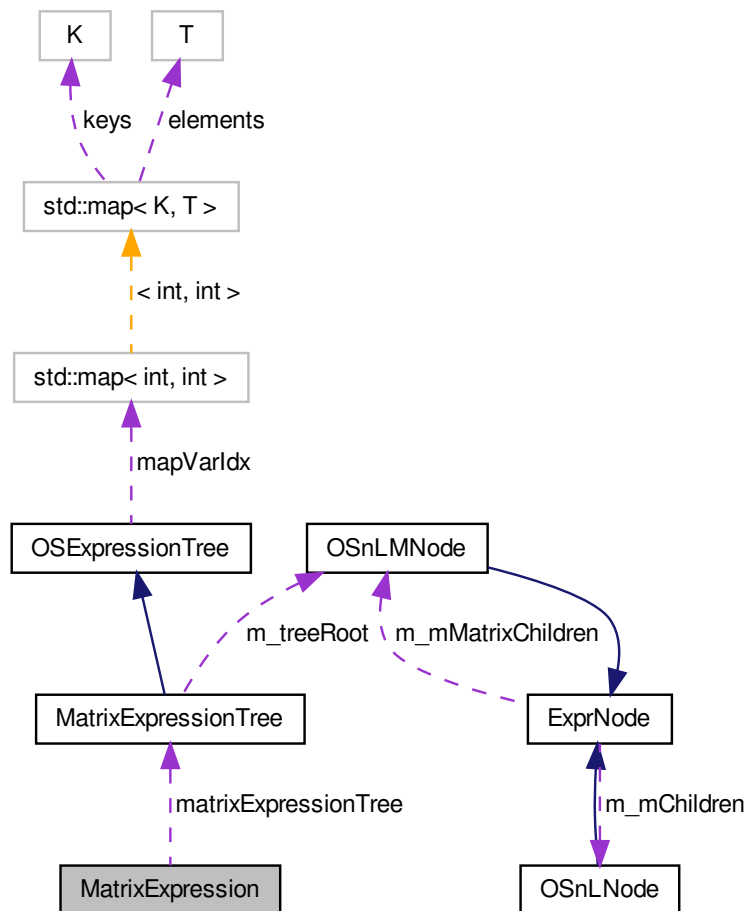 K
T
keys
elements
std::map< K, T >
< int, int >
std::map< int, int >
mapVarIdx
OSExpressionTree
OSnLMNode
m_treeRoot
m_mMatrixChildren
MatrixExpressionTree
ExprNode
matrixExpressionTree
m_mChildren
MatrixExpression
OSnLNode